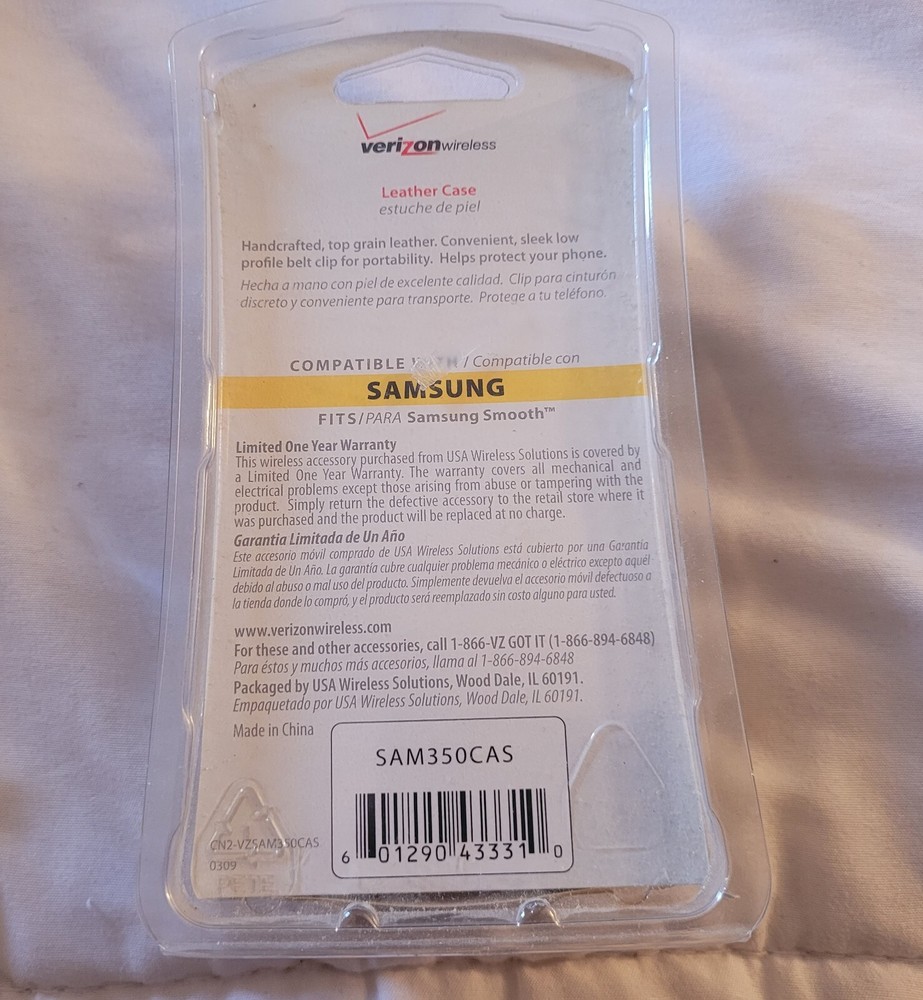 verizonwireless
Leather Case
estuche de piel
Handcrafted, top grain leather. Convenient, sleek low
profile belt clip for portability. Helps protect your phone.
Hecha a mano con piel de excelente calidad. Clip para cinturón
discreto y conveniente para transporte. Protege a tu teléfono.
COMPATIBLE WITH / Compatible con
SAMSUNG
FITS/PARA Samsung Smooth™
Limited One Year Warranty
This wireless accessory purchased from USA Wireless Solutions is covered by
a Limited One Year Warranty. The warranty covers all mechanical and
electrical problems except those arising from abuse or tampering with the
product. Simply return the defective accessory to the retail store where it
was purchased and the product will be replaced at no charge.
Garantia Limitada de Un Año
Este accesorio móvil comprado de USA Wireless Solutions está cubierto por una Garantia
Limitada de Un Año. La garantía cubre cualquier problema mecánico o eléctrico excepto aquél
debido al abuso o mal uso del producto. Simplemente devuelva el accesorio móvil defectuoso a
la tienda donde lo compró, y el producto será reemplazado sin costo alguno para usted.
www.verizonwireless.com
For these and other accessories, call 1-866-VZ GOT IT (1-866-894-6848)
Para éstos y muchos más accesorios, llama al 1-866-894-6848
Packaged by USA Wireless Solutions, Wood Dale, IL 60191.
Empaquetado por USA Wireless Solutions, Wood Dale, IL 60191.
Made in China
SAM350CAS
6 01290 43331 0
CN2-VZSAM350CAS
0309
PETE